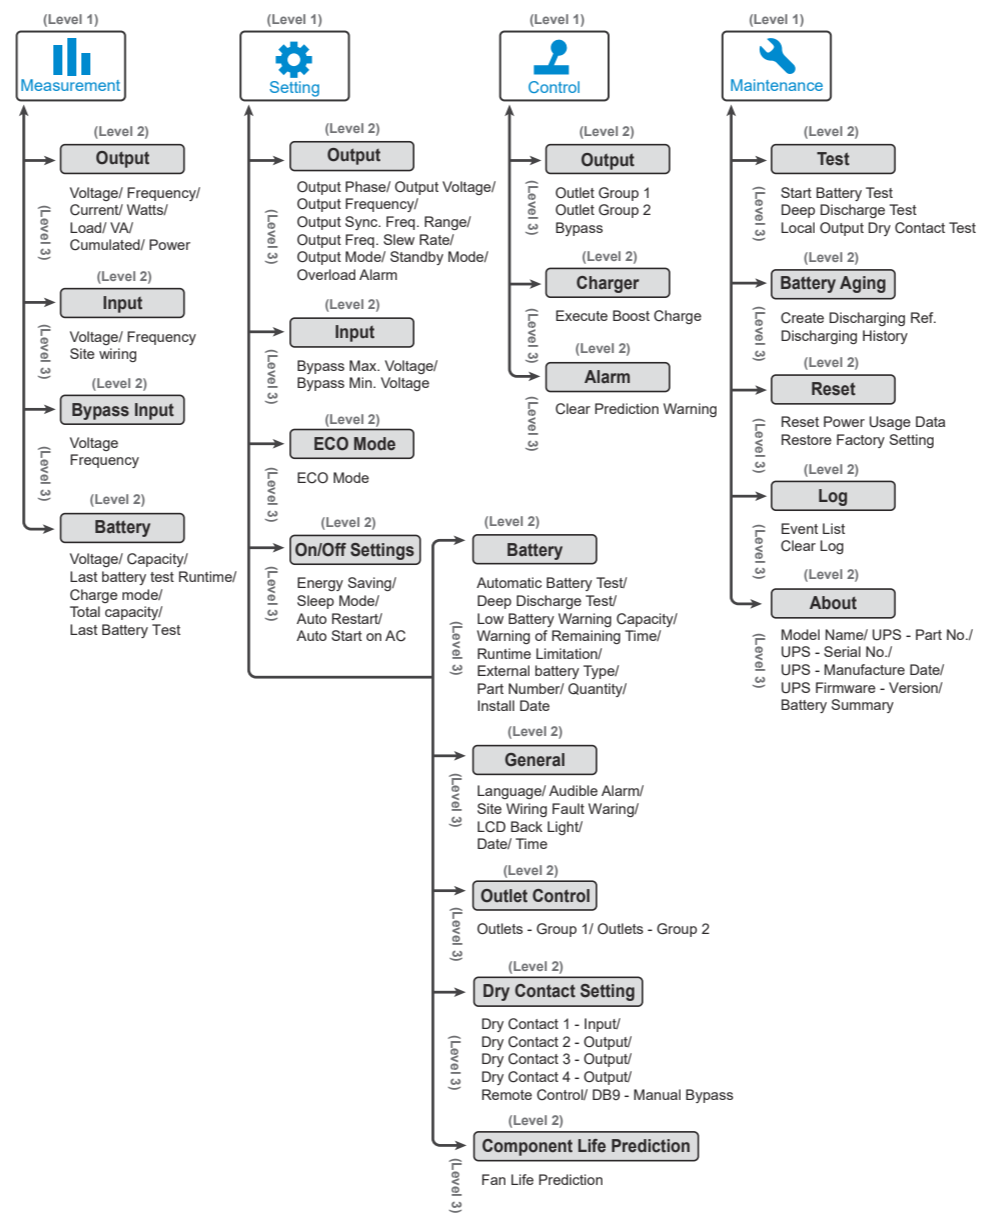 (Level 1)
Measurement
(Level 2)
Output
(Level 3)
Voltage/ Frequency/
Current/ Watts/
Load/ VA/
Cumulated/ Power
(Level 2)
Input
(Level 3)
Voltage/ Frequency
Site wiring
(Level 2)
Bypass Input
(Level 3)
Voltage
Frequency
(Level 2)
Battery
Voltage/ Capacity/
Last battery test Runtime/
Charge mode/
Total capacity/
Last Battery Test
(Level 1)
Setting
(Level 2)
Output
(Level 3)
Output Phase/ Output Voltage/
Output Frequency/
Output Sync. Freq. Range/
Output Freq. Slew Rate/
Output Mode/ Standby Mode/
Overload Alarm
(Level 2)
Input
(Level 3)
Bypass Max. Voltage/
Bypass Min. Voltage
(Level 2)
ECO Mode
(Level 3)
ECO Mode
(Level 2)
On/Off Settings
(Level 3)
Energy Saving/
Sleep Mode/
Auto Restart/
Auto Start on AC
(Level 2)
Battery
(Level 3)
Automatic Battery Test/
Deep Discharge Test/
Low Battery Warning Capacity/
Warning of Remaining Time/
Runtime Limitation/
External battery Type/
Part Number/ Quantity/
Install Date
(Level 2)
General
(Level 3)
Language/ Audible Alarm/
Site Wiring Fault Waring/
LCD Back Light/
Date/ Time
(Level 2)
Outlet Control
(Level 3)
Outlets - Group 1/ Outlets - Group 2
(Level 2)
Dry Contact Setting
(Level 3)
Dry Contact 1 - Input/
Dry Contact 2 - Output/
Dry Contact 3 - Output/
Dry Contact 4 - Output/
Remote Control/ DB9 - Manual Bypass
(Level 2)
Component Life Prediction
(Level 3)
Fan Life Prediction
(Level 1)
Control
(Level 2)
Output
(Level 3)
Outlet Group 1
Outlet Group 2
Bypass
(Level 2)
Charger
(Level 3)
Execute Boost Charge
(Level 2)
Alarm
(Level 3)
Clear Prediction Warning
(Level 1)
Maintenance
(Level 2)
Test
(Level 3)
Start Battery Test
Deep Discharge Test
Local Output Dry Contact Test
(Level 2)
Battery Aging
(Level 3)
Create Discharging Ref.
Discharging History
(Level 2)
Reset
(Level 3)
Reset Power Usage Data
Restore Factory Setting
(Level 2)
Log
(Level 3)
Event List
Clear Log
(Level 2)
About
(Level 3)
Model Name/ UPS - Part No./
UPS - Serial No./
UPS - Manufacture Date/
UPS Firmware - Version/
Battery Summary